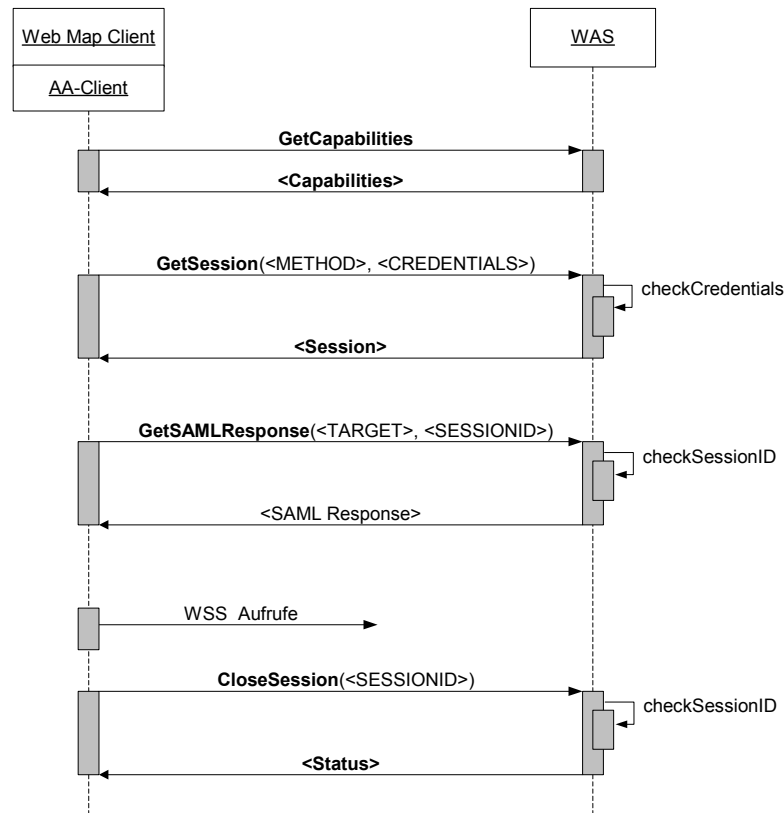 Web Map Client
WAS
AA-Client
GetCapabilities
<Capabilities>
GetSession(<METHOD>, <CREDENTIALS>)
checkCredentials
<Session>
GetSAMLResponse(<TARGET>, <SESSIONID>)
checkSessionID
<SAML Response>
WSS Aufrufe
CloseSession(<SESSIONID>)
checkSessionID
<Status>